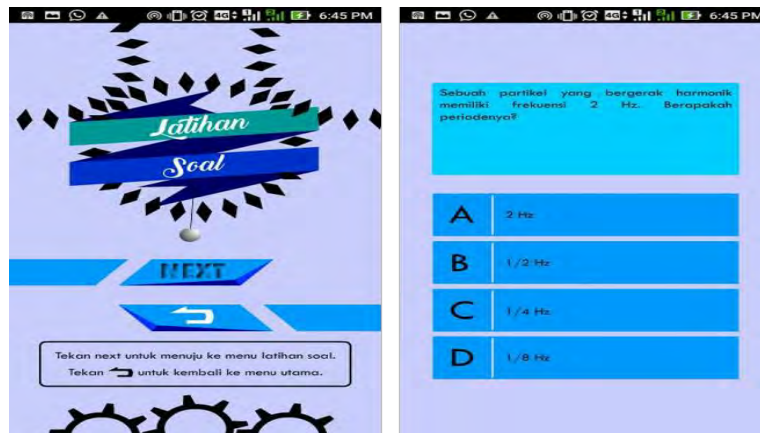 4G 6:45 PM
Latihan
Soal
NEXT
Tekan next untuk menuju ke menu latihan soal.
Tekan untuk kembali ke menu utama.
4G 6:45 PM
Sebuah partikel yang bergerak harmonik
memiliki frekuensi 2 Hz. Berapakah
periodenya?
A 2 Hz
B 1/2 Hz
C 1/4 Hz
D 1/8 Hz